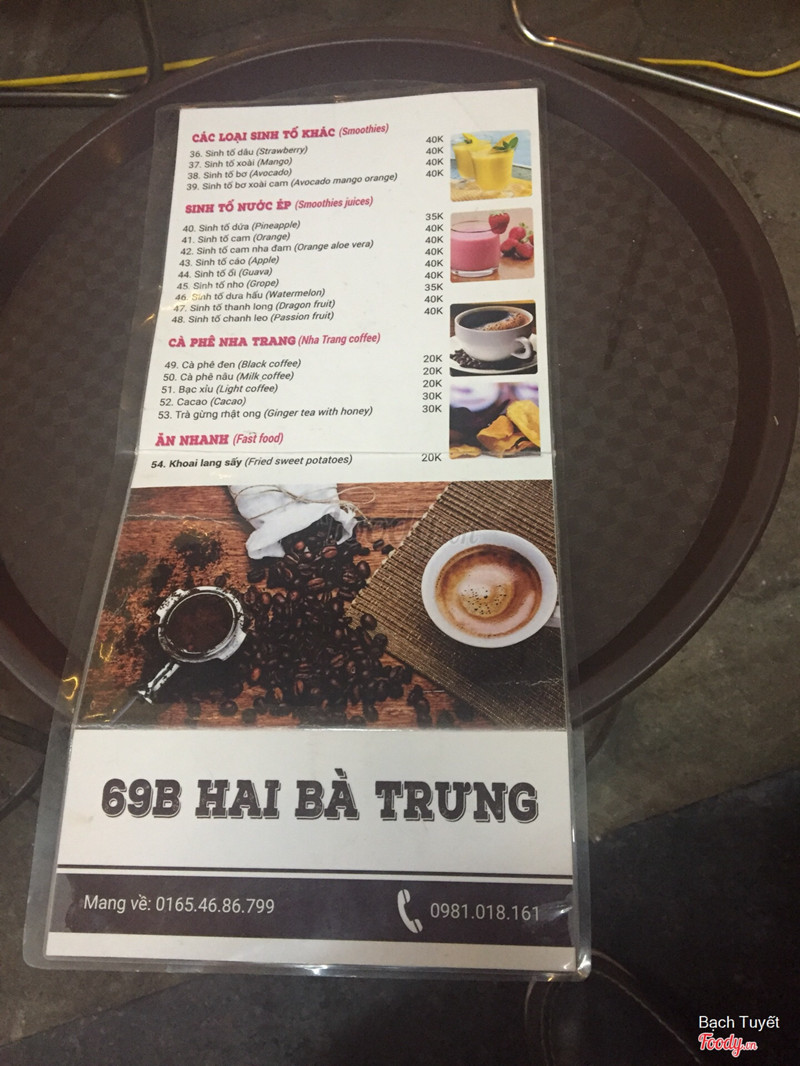 CÁC LOẠI SINH TỐ KHÁC (Smoothies)
36. Sinh tố dâu (Strawberry) 40K
37. Sinh tố xoài (Mango) 40K
38. Sinh tố bơ (Avocado) 40K
39. Sinh tố bơ xoài cam (Avocado mango orange) 40K
SINH TỐ NƯỚC ÉP (Smoothies juices)
40. Sinh tố dứa (Pineapple) 35K
41. Sinh tố cam (Orange) 40K
42. Sinh tố cam nha đam (Orange aloe vera) 40K
43. Sinh tố cáo (Apple) 40K
44. Sinh tố ổi (Guava) 40K
45. Sinh tố nho (Grope) 40K
46. Sinh tố dưa hấu (Watermelon) 35K
47. Sinh tố thanh long (Dragon fruit) 40K
48. Sinh tố chanh leo (Passion fruit) 40K
CÀ PHÊ NHA TRANG (Nha Trang coffee)
49. Cà phê đen (Black coffee) 20K
50. Cà phê nâu (Milk coffee) 20K
51. Bạc xíu (Light coffee) 20K
52. Cacao (Cacao) 30K
53. Trà gừng nhật ong (Ginger tea with honey) 30K
ĂN NHANH (Fast food)
54. Khoai lang sấy (Fried sweet potatoes) 20K
69B HAI BÀ TRƯNG
Mang về: 0165.46.86.799 0981.018.161
Bạch Tuyết
Foody.vn